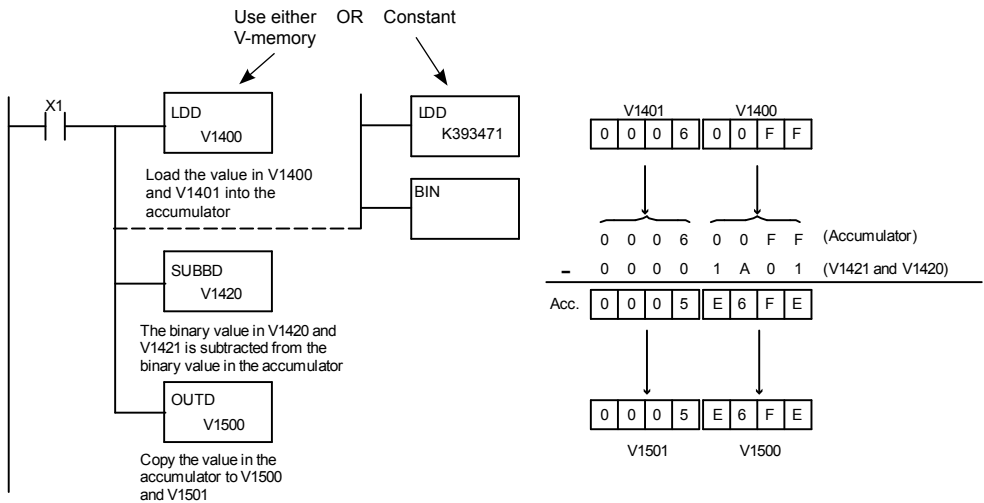 Use either OR Constant
V-memory
X1
LDD
V1400
Load the value in V1400
and V1401 into the
accumulator
LDD
K393471
BIN
SUBBD
V1420
The binary value in V1420 and
V1421 is subtracted from the
binary value in the accumulator
OUTD
V1500
Copy the value in the
accumulator to V1500
and V1501
V1401 V1400
0 0 0 6 0 0 F F
0 0 0 6 0 0 F F (Accumulator)
– 0 0 0 0 1 A 0 1 (V1421 and V1420)
Acc. 0 0 0 5 E 6 F E
0 0 0 5 E 6 F E
V1501 V1500